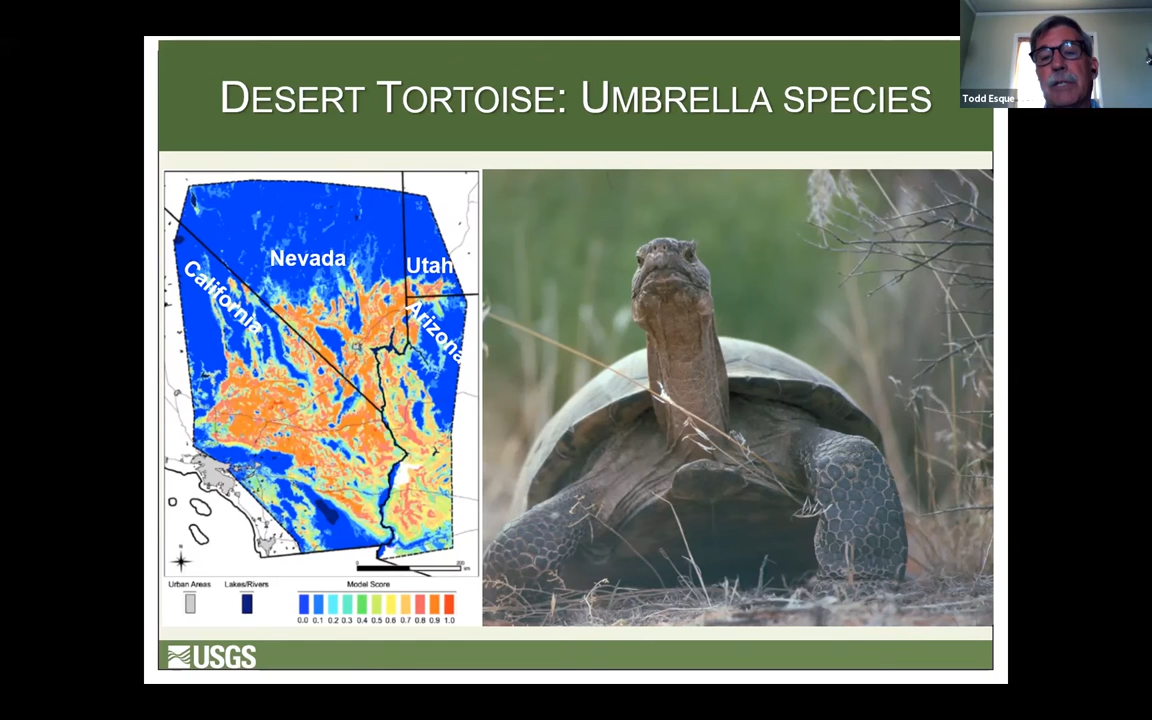 DESERT TORTOISE: UMBRELLA SPECIES
Todd Esque
Nevada
Utah
California
Arizona
N
200
km
Urban Areas
Lakes/Rivers
Model Score
0.0 0.1 0.2 0.3 0.4 0.5 0.6 0.7 0.8 0.9 1.0
USGS